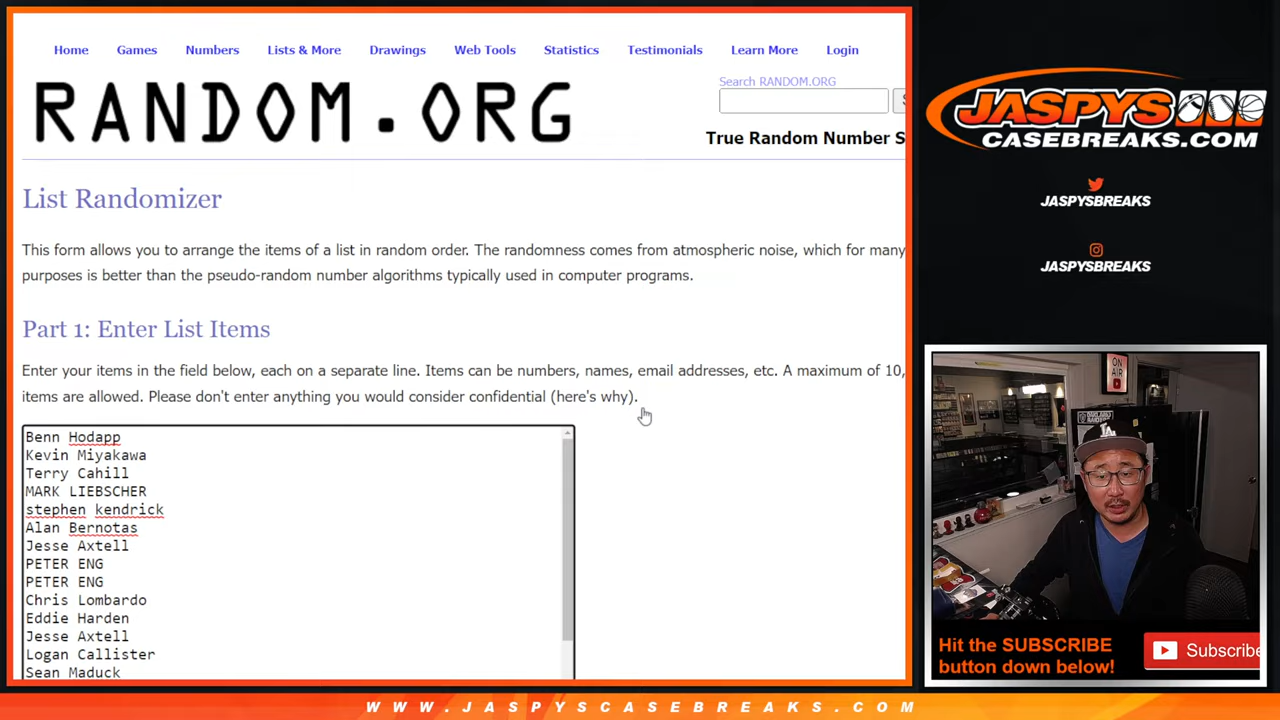 Home Games Numbers Lists & More Drawings Web Tools Statistics Testimonials Learn More Login
RANDOM.ORG
Search RANDOM.ORG
True Random Number S
List Randomizer
This form allows you to arrange the items of a list in random order. The randomness comes from atmospheric noise, which for many
purposes is better than the pseudo-random number algorithms typically used in computer programs.
Part 1: Enter List Items
Enter your items in the field below, each on a separate line. Items can be numbers, names, email addresses, etc. A maximum of 10,
items are allowed. Please don't enter anything you would consider confidential (here's why).
Benn Hodapp
Kevin Miyakawa
Terry Cahill
MARK LIEBSCHER
stephen kendrick
Alan Bernotas
Jesse Axtell
PETER ENG
PETER ENG
Chris Lombardo
Eddie Harden
Jesse Axtell
Logan Callister
Sean Maduck
JASPYS
CASEBREAKS.COM
JASPYSBREAKS
JASPYSBREAKS
ON AIR
Hit the SUBSCRIBE
button down below!
Subscribe
WWW.JASPYSCASEBREAKS.COM